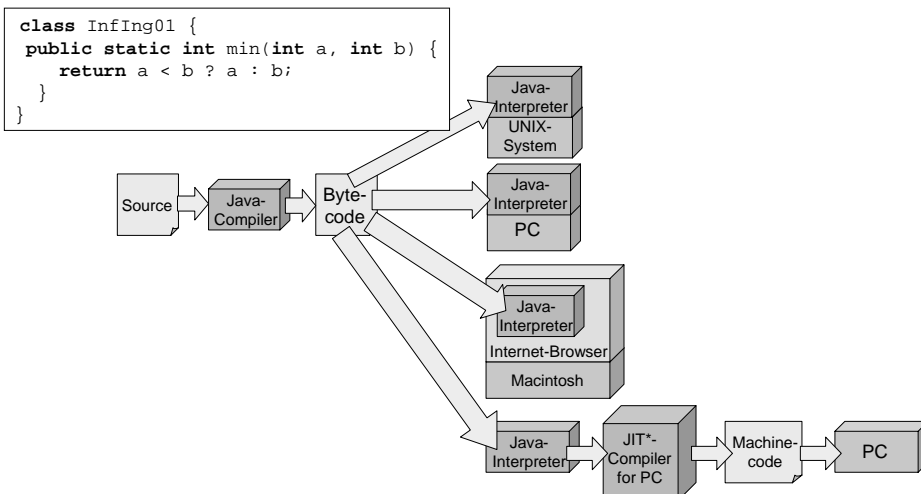 class InfIng01 {
public static int min(int a, int b) {
return a < b ? a : b;
}
}
Java-
Interpreter
UNIX-
System
Source
Java-
Compiler
Byte-
code
Java-
Interpreter
PC
Java-
Interpreter
Internet-Browser
Macintosh
Java-
Interpreter
JIT*-
Compiler
for PC
Machine-
code
PC